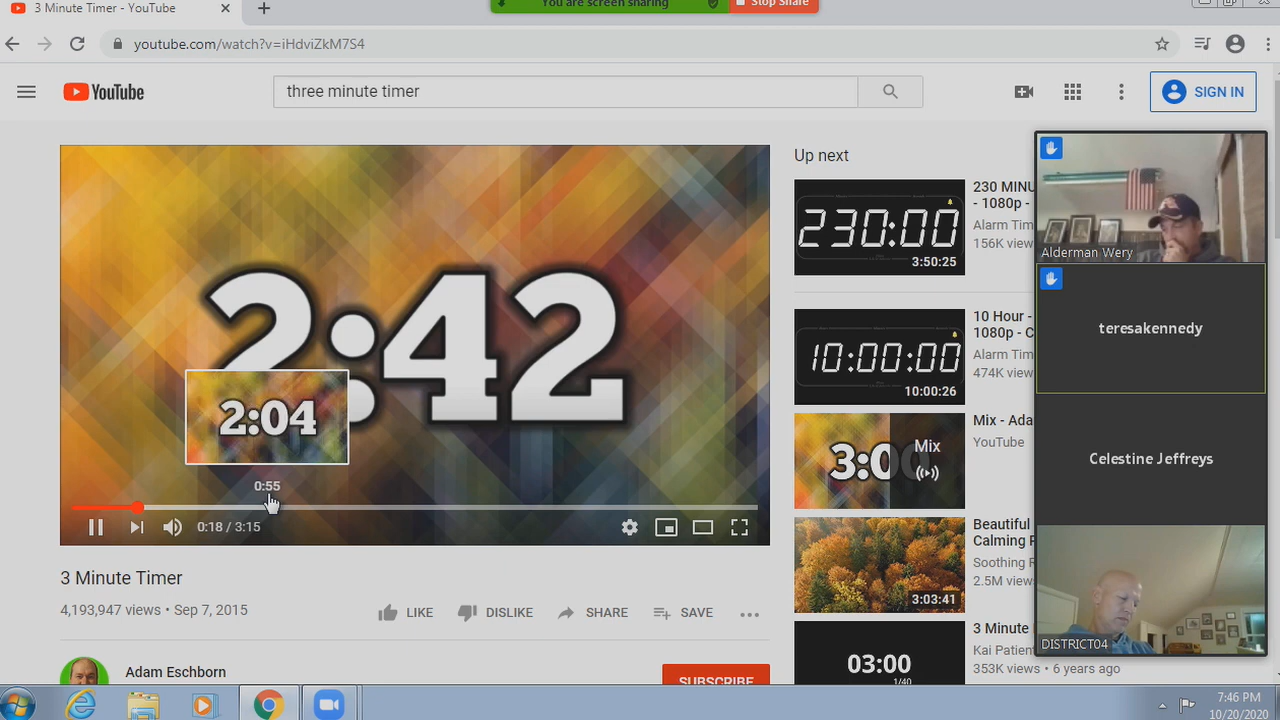 3 Minute Timer - YouTube
You are screen sharing
Stop Share
youtube.com/watch?v=iHdviZkM7S4
YouTube
three minute timer
SIGN IN
2:42
2:04
0:55
0:18 / 3:15
3 Minute Timer
4,193,947 views • Sep 7, 2015
LIKE
DISLIKE
SHARE
SAVE
Adam Eschborn
SUBSCRIBE
Up next
230:00
3:50:25
230 MINU
- 1080p -
Alarm Tim
156K view
10:00:00
10:00:26
10 Hour -
1080p - C
Alarm Tim
474K view
3:0
Mix
Mix - Ada
YouTube
3:03:41
Beautiful
Calming R
Soothing R
2.5M view
03:00
1/40
3 Minute
Kai Patient
353K views • 6 years ago
Alderman Wery
teresakennedy
Celestine Jeffreys
DISTRICT04
7:46 PM
10/20/2020